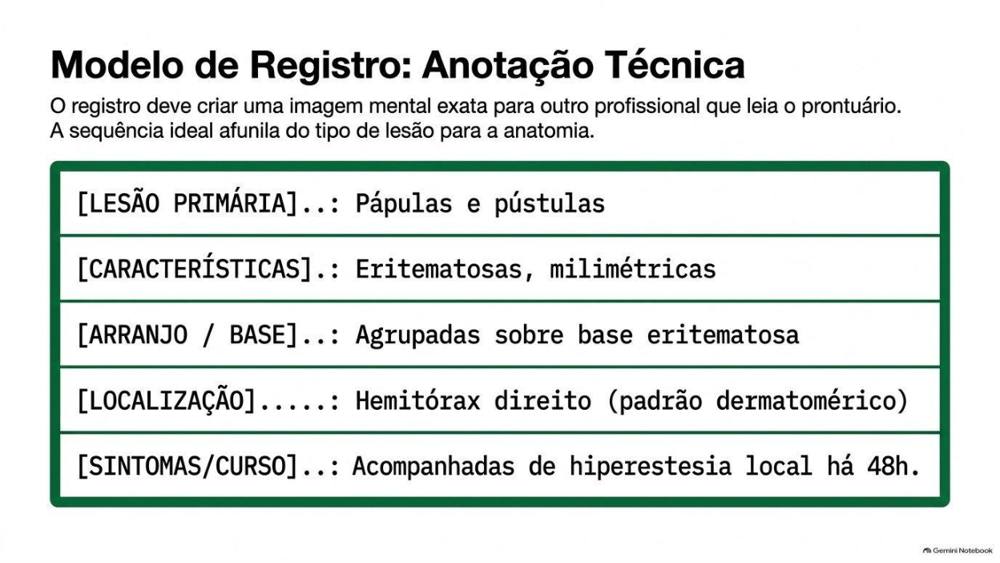 Modelo de Registro: Anotação Técnica
O registro deve criar uma imagem mental exata para outro profissional que leia o prontuário.
A sequência ideal afunila do tipo de lesão para a anatomia.
[LESÃO PRIMÁRIA]..: Pápulas e pústulas
[CARACTERÍSTICAS].: Eritematosas, milimétricas
[ARRANJO / BASE]..: Agrupadas sobre base eritematosa
[LOCALIZAÇÃO].....: Hemitórax direito (padrão dermatomérico)
[SINTOMAS/CURSO]..: Acompanhadas de hiperestesia local há 48h.
Gemini Notebook